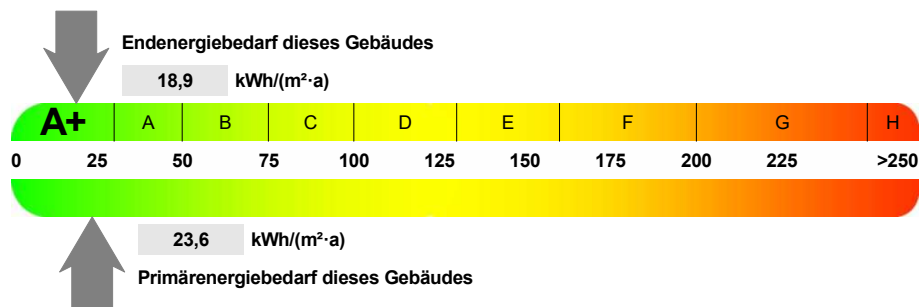 Endenergiebedarf dieses Gebäudes
18,9 kWh/(m²·a)
A+ A B C D E F G H
0 25 50 75 100 125 150 175 200 225 >250
23,6 kWh/(m²·a)
Primärenergiebedarf dieses Gebäudes